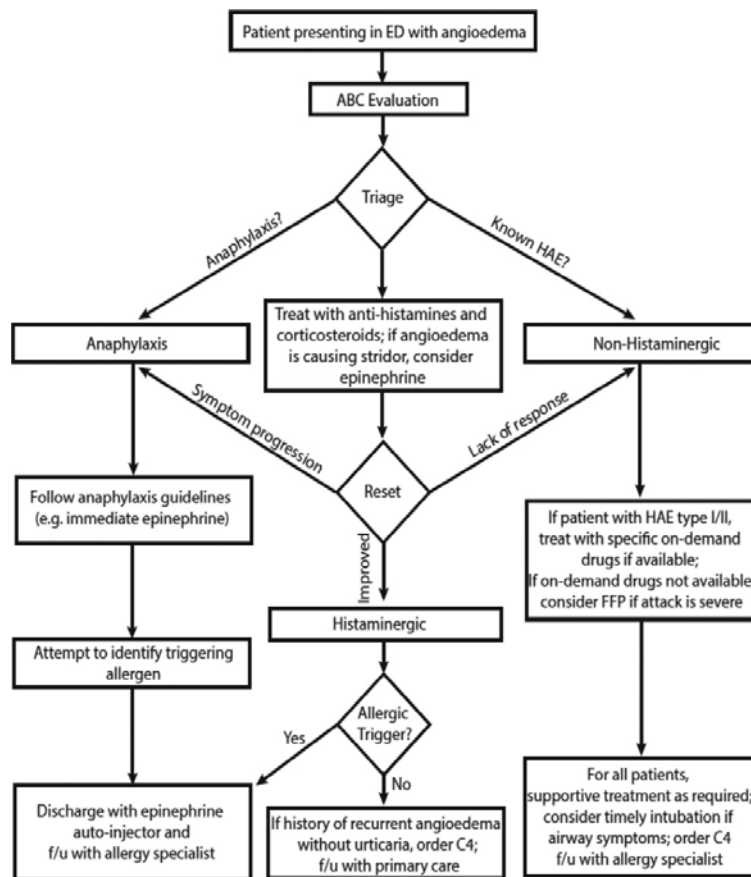 Patient presenting in ED with angioedema
ABC Evaluation
Triage
Anaphylaxis?
Known HAE?
Anaphylaxis
Treat with anti-histamines and
corticosteroids; if angioedema
is causing stridor, consider
epinephrine
Non-Histaminergic
Symptom progression
Lack of response
Reset
Follow anaphylaxis guidelines
(e.g. immediate epinephrine)
If patient with HAE type I/II,
treat with specific on-demand
drugs if available;
If on-demand drugs not available
consider FFP if attack is severe
Improved
Histaminergic
Attempt to identify triggering
allergen
Allergic
Trigger?
Yes
No
Discharge with epinephrine
auto-injector and
f/u with allergy specialist
If history of recurrent angioedema
without urticaria, order C4;
f/u with primary care
For all patients,
supportive treatment as required;
consider timely intubation if
airway symptoms; order C4
f/u with allergy specialist